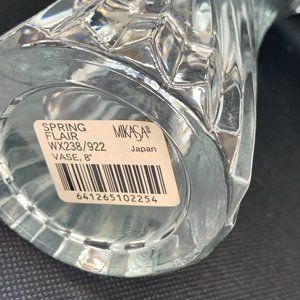 SPRING
FLAIR
WX238/922
VASE, 8"
MIKASA®
Japan
641265102254